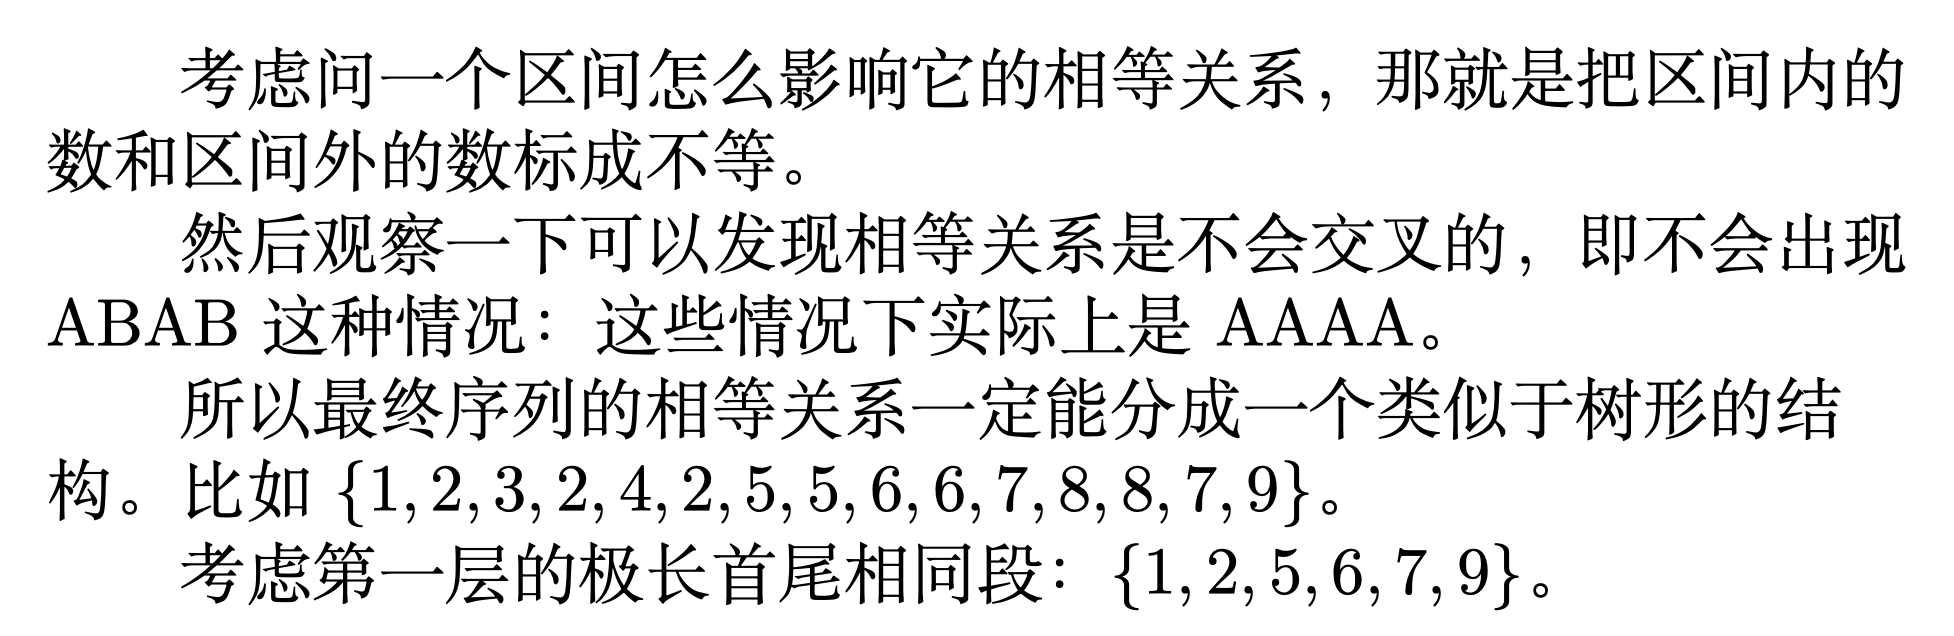 考虑问一个区间怎么影响它的相等关系，那就是把区间内的
数和区间外的数标成不等。
然后观察一下可以发现相等关系是不会交叉的，即不会出现
ABAB 这种情况：这些情况下实际上是 AAAA。
所以最终序列的相等关系一定能分成一个类似于树形的结
构。比如 {1, 2, 3, 2, 4, 2, 5, 5, 6, 6, 7, 8, 8, 7, 9}。
考虑第一层的极长首尾相同段：{1, 2, 5, 6, 7, 9}。